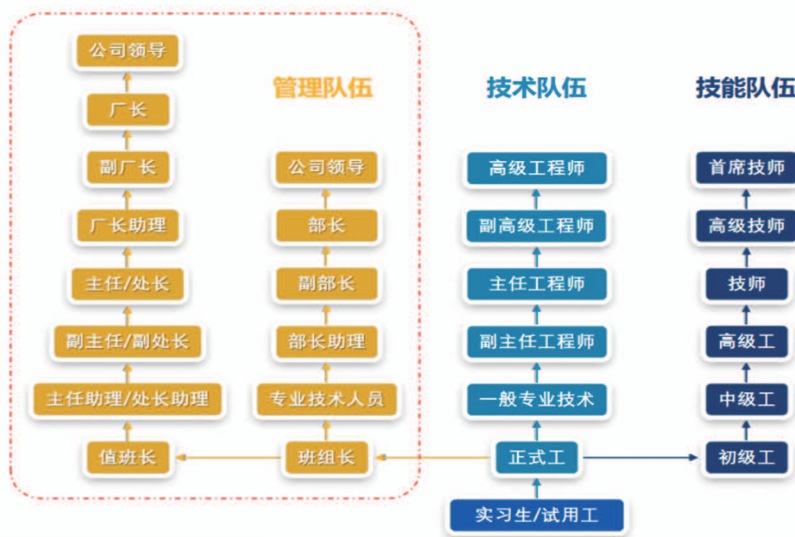 公司领导
厂长
副厂长
厂长助理
主任/处长
副主任/副处长
主任助理/处长助理
值班长
管理队伍
公司领导
部长
副部长
部长助理
专业技术人员
班组长
技术队伍
高级工程师
副高级工程师
主任工程师
副主任工程师
一般专业技术
正式工
实习生/试用工
技能队伍
首席技师
高级技师
技师
高级工
中级工
初级工